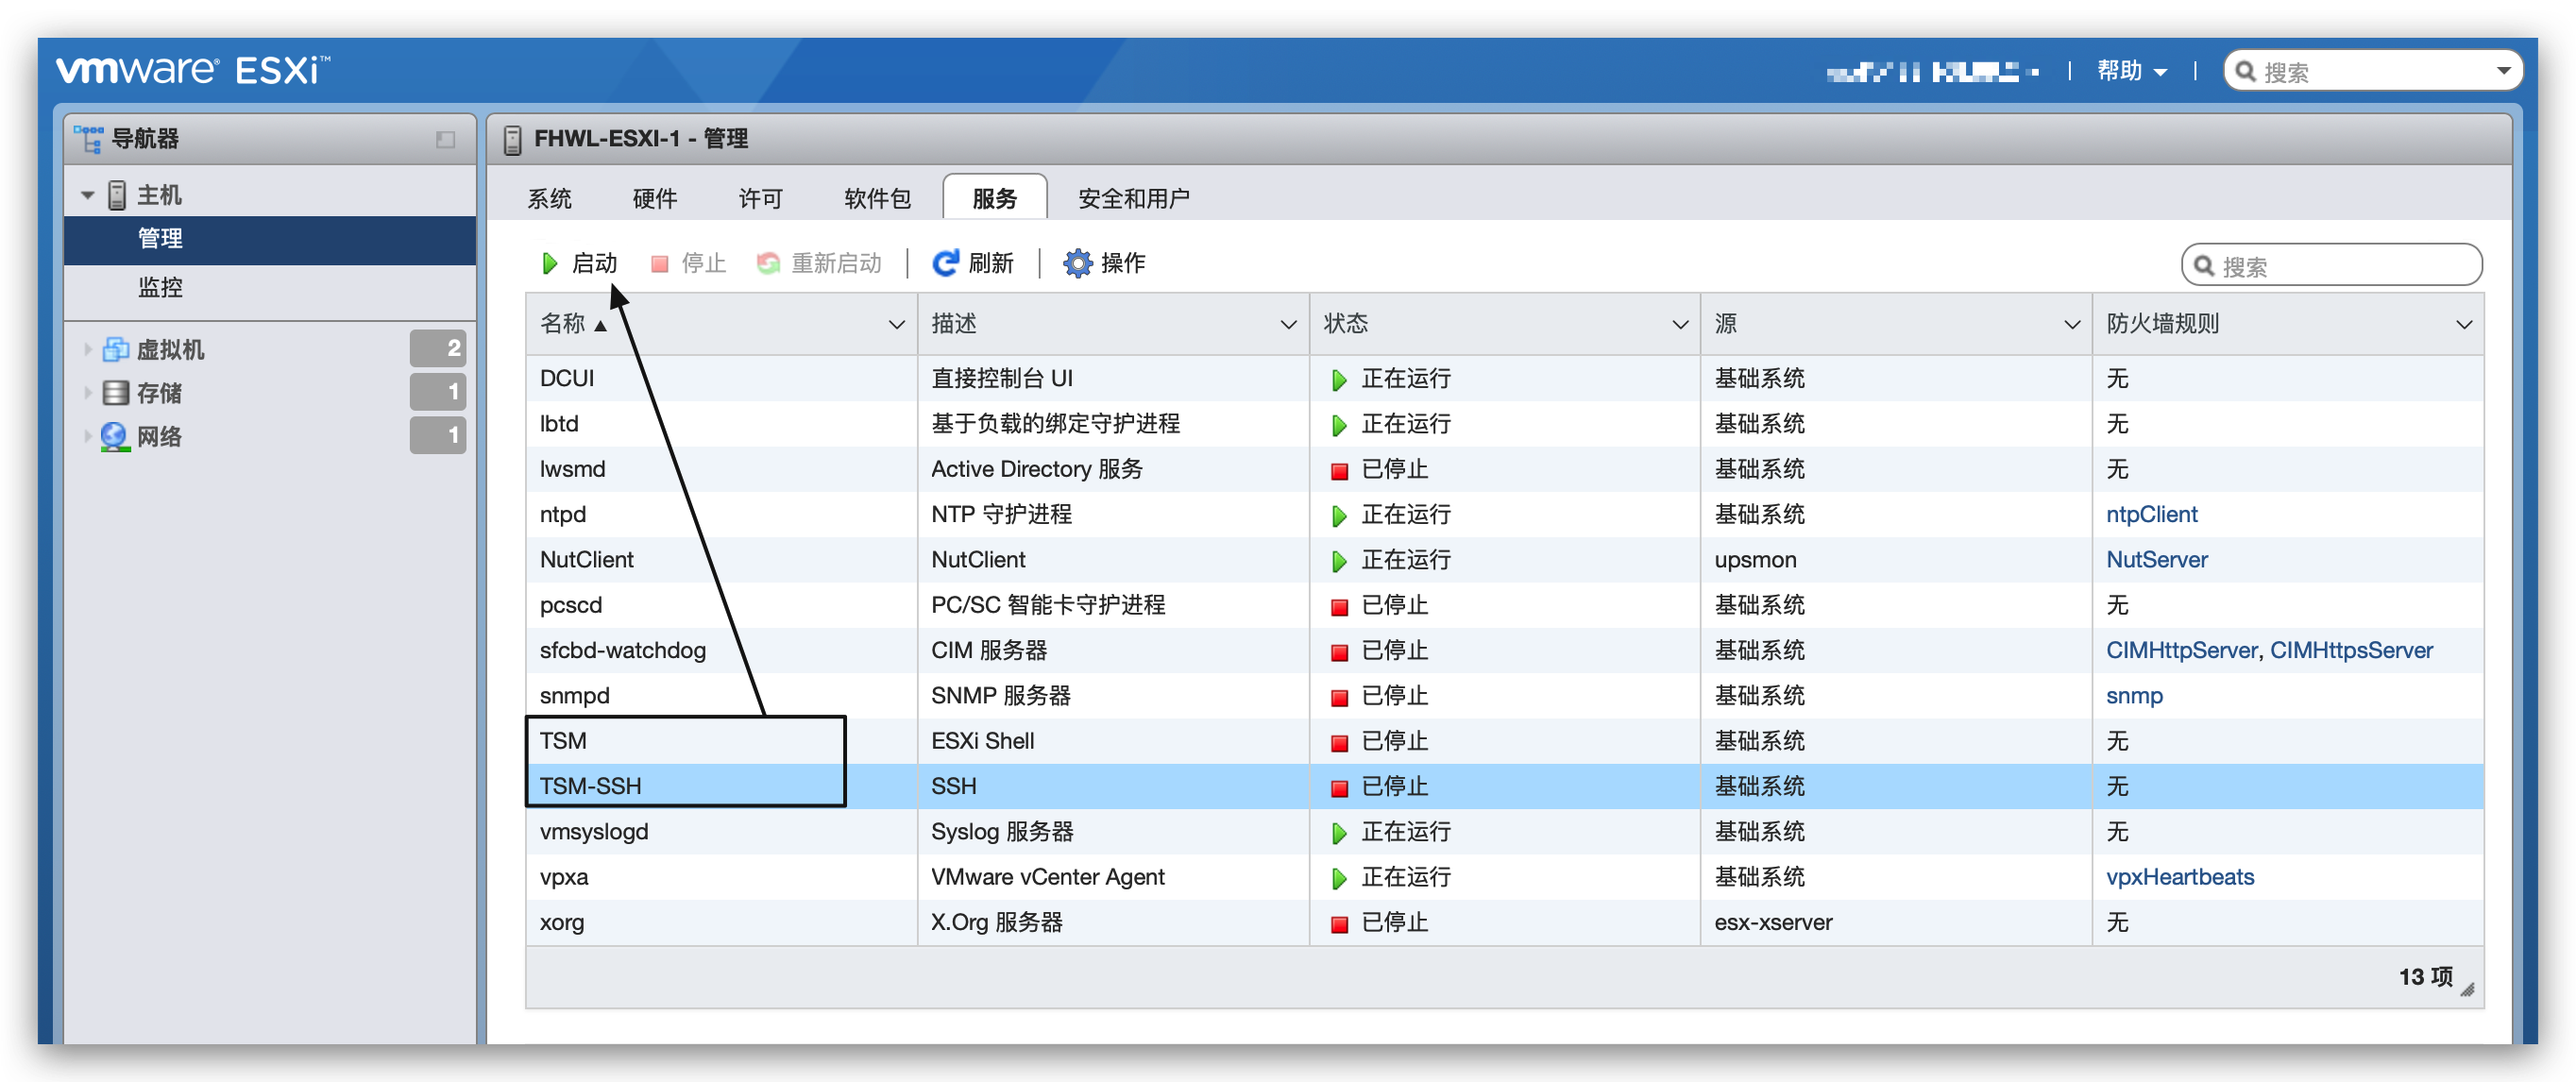 vmware® ESXi™
帮助
搜索
导航器
主机
管理
监控
虚拟机 2
存储 1
网络 1
FHWL-ESXI-1 - 管理
系统 硬件 许可 软件包 服务 安全和用户
启动 停止 重新启动 刷新 操作 搜索
名称 描述 状态 源 防火墙规则
DCUI 直接控制台 UI 正在运行 基础系统 无
lbtd 基于负载的绑定守护进程 正在运行 基础系统 无
lwsmd Active Directory 服务 已停止 基础系统 无
ntpd NTP 守护进程 正在运行 基础系统 ntpClient
NutClient NutClient 正在运行 upsmon NutServer
pcscd PC/SC 智能卡守护进程 已停止 基础系统 无
sfcbd-watchdog CIM 服务器 已停止 基础系统 CIMHttpServer, CIMHttpsServer
snmpd SNMP 服务器 已停止 基础系统 snmp
TSM ESXi Shell 已停止 基础系统 无
TSM-SSH SSH 已停止 基础系统 无
vmsyslogd Syslog 服务器 正在运行 基础系统 无
vpxa VMware vCenter Agent 正在运行 基础系统 vpxHeartbeats
xorg X.Org 服务器 已停止 esx-xserver 无
13 项